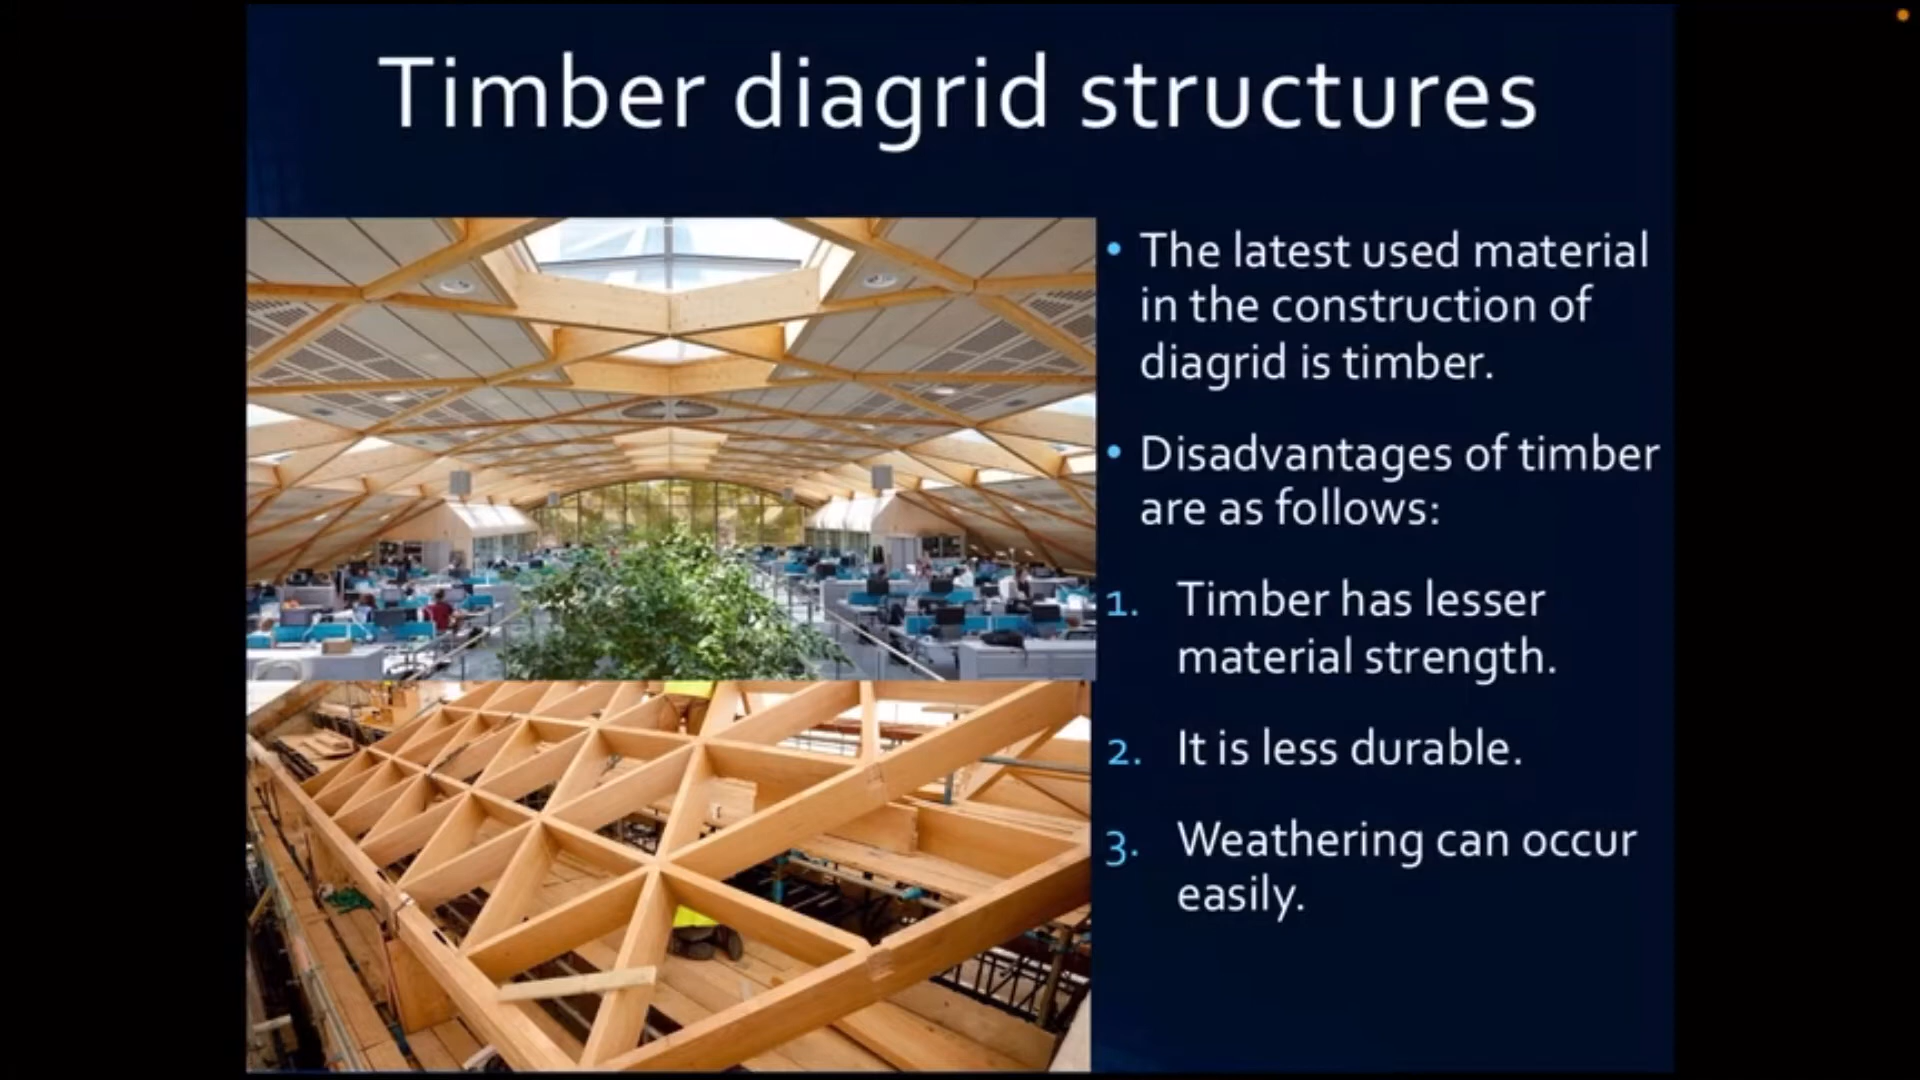 Timber diagrid structures
• The latest used material
in the construction of
diagrid is timber.
• Disadvantages of timber
are as follows:
1. Timber has lesser
material strength.
2. It is less durable.
3. Weathering can occur
easily.